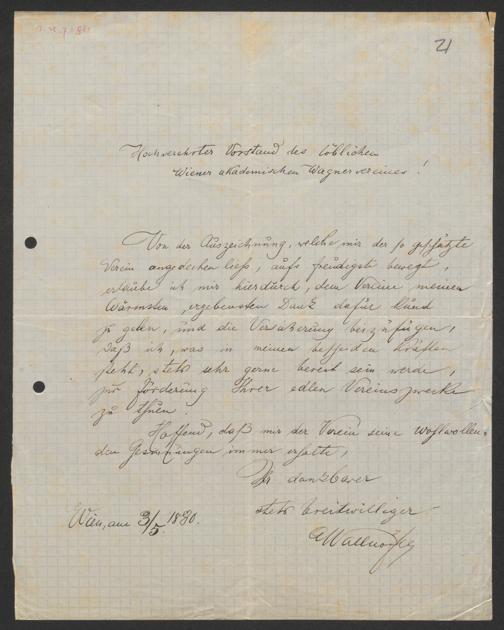 21
Hochverehrter Vorstand des löblichen
Wiener akademischen Wagnervereines!
Von der Auszeichnung, welche mir der so geschätzte
Verein angedeihen ließ, aufs freudigst bewegt,
erlaube ich mir hierdurch, dem Vereine meinen
Wärmsten, ergebensten Dank dafür kund
zu geben, und die Versicherung beizufügen,
daß ich, was in meinen bescheidenen Kräften
steht, stets sehr gerne bereit sein werde,
zur Förderung Ihrer edlen Vereinszwecke
zu thuen.
Hoffend, daß mir der Verein seine wohlwollen-
den Gesinnungen immer erhalte,
Ihr dankbarer
stets bereitwilliger
Wien, am 3/5 1880.